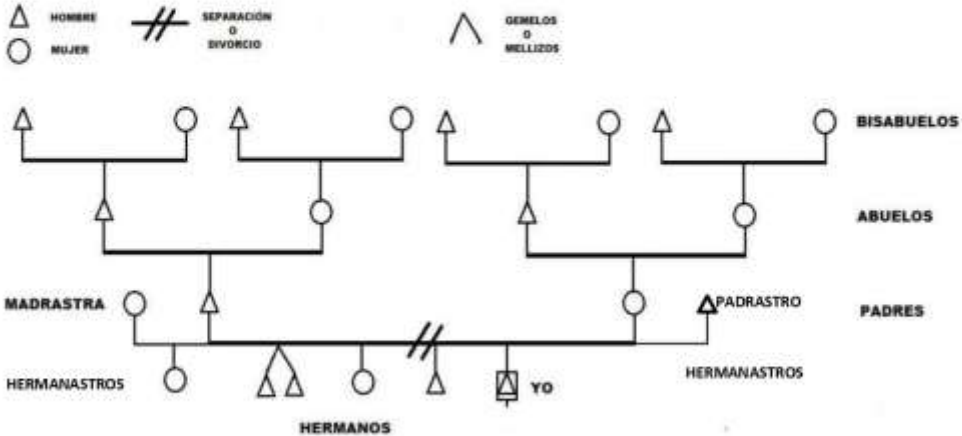 HOMBRE
MUJER
SEPARACIÓN
O
DIVORCIO
GEMELOS
O
MELLIZOS
BISABUELOS
ABUELOS
MADRASTRA
PADRASTRO
PADRES
HERMANASTROS
YO
HERMANASTROS
HERMANOS